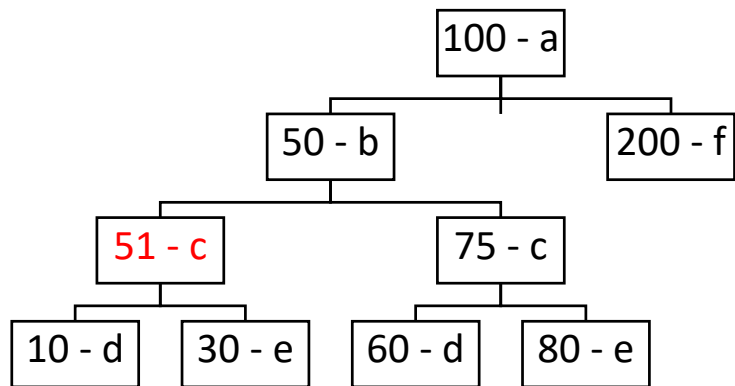 100 - a
50 - b
200 - f
51 - c
75 - c
10 - d
30 - e
60 - d
80 - e